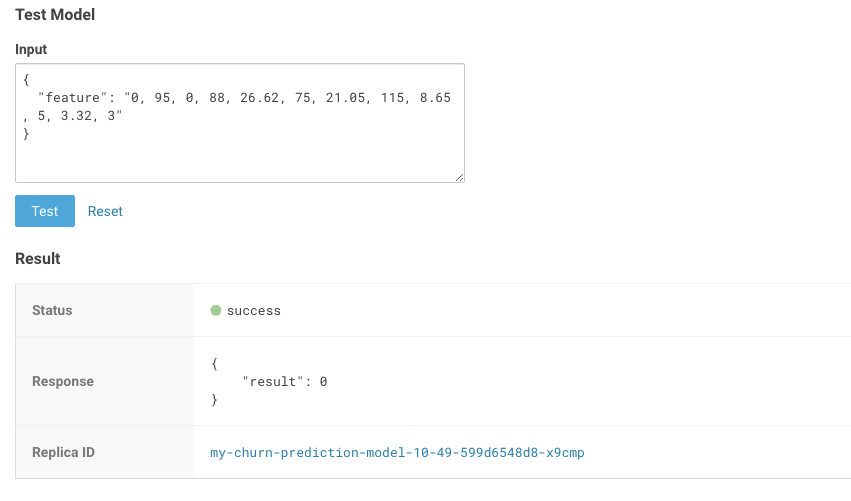 Test Model
Input
{
  "feature": "0, 95, 0, 88, 26.62, 75, 21.05, 115, 8.65
, 5, 3.32, 3"
}
Test Reset
Result
Status success
Response {
    "result": 0
}
Replica ID my-churn-prediction-model-10-49-599d6548d8-x9cmp